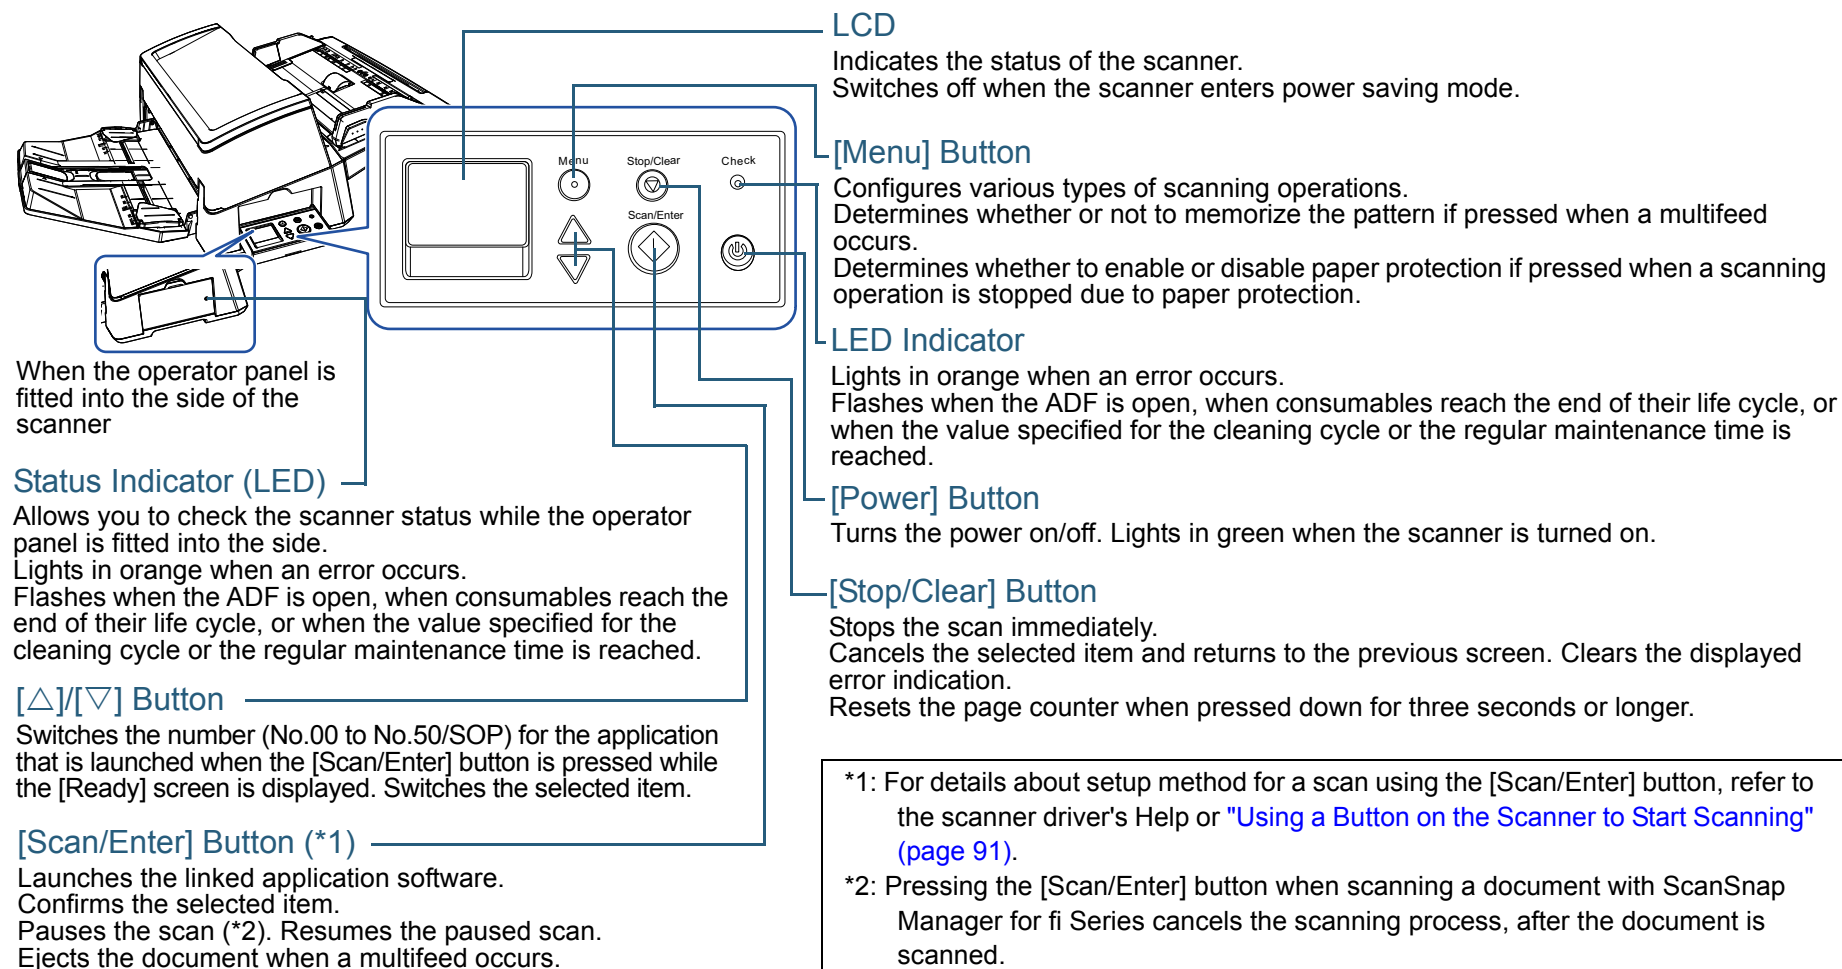 LCD
Indicates the status of the scanner.
Switches off when the scanner enters power saving mode.
[Menu] Button
Configures various types of scanning operations.
Determines whether or not to memorize the pattern if pressed when a multifeed
occurs.
Determines whether to enable or disable paper protection if pressed when a scanning
operation is stopped due to paper protection.
Menu
Stop/Clear
Check
Scan/Enter
LED Indicator
Lights in orange when an error occurs.
Flashes when the ADF is open, when consumables reach the end of their life cycle, or
when the value specified for the cleaning cycle or the regular maintenance time is
reached.
When the operator panel is
fitted into the side of the
scanner
Status Indicator (LED)
Allows you to check the scanner status while the operator
panel is fitted into the side.
Lights in orange when an error occurs.
Flashes when the ADF is open, when consumables reach the
end of their life cycle, or when the value specified for the
cleaning cycle or the regular maintenance time is reached.
[Power] Button
Turns the power on/off. Lights in green when the scanner is turned on.
[Stop/Clear] Button
Stops the scan immediately.
Cancels the selected item and returns to the previous screen. Clears the displayed
error indication.
Resets the page counter when pressed down for three seconds or longer.
[△]/[▽] Button
Switches the number (No.00 to No.50/SOP) for the application
that is launched when the [Scan/Enter] button is pressed while
the [Ready] screen is displayed. Switches the selected item.
[Scan/Enter] Button (*1)
Launches the linked application software.
Confirms the selected item.
Pauses the scan (*2). Resumes the paused scan.
Ejects the document when a multifeed occurs.
*1: For details about setup method for a scan using the [Scan/Enter] button, refer to
the scanner driver's Help or "Using a Button on the Scanner to Start Scanning"
(page 91).
*2: Pressing the [Scan/Enter] button when scanning a document with ScanSnap
Manager for fi Series cancels the scanning process, after the document is
scanned.